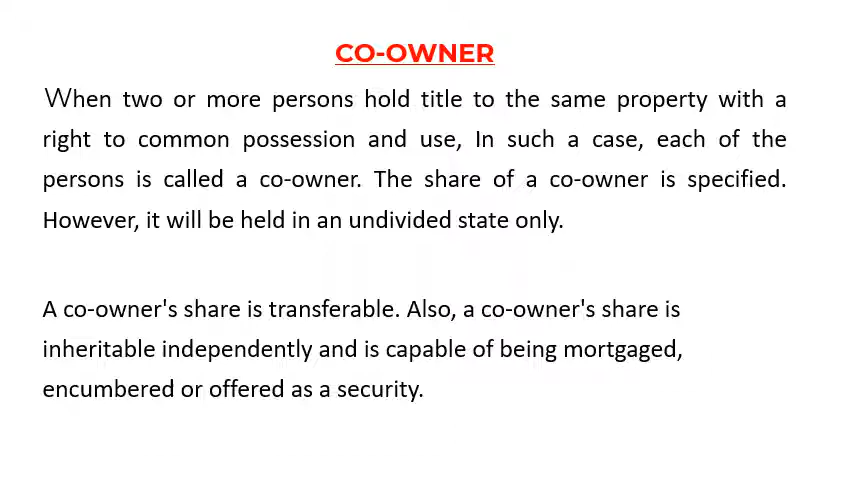 CO-OWNER
When two or more persons hold title to the same property with a
right to common possession and use, In such a case, each of the
persons is called a co-owner. The share of a co-owner is specified.
However, it will be held in an undivided state only.
A co-owner's share is transferable. Also, a co-owner's share is
inheritable independently and is capable of being mortgaged,
encumbered or offered as a security.